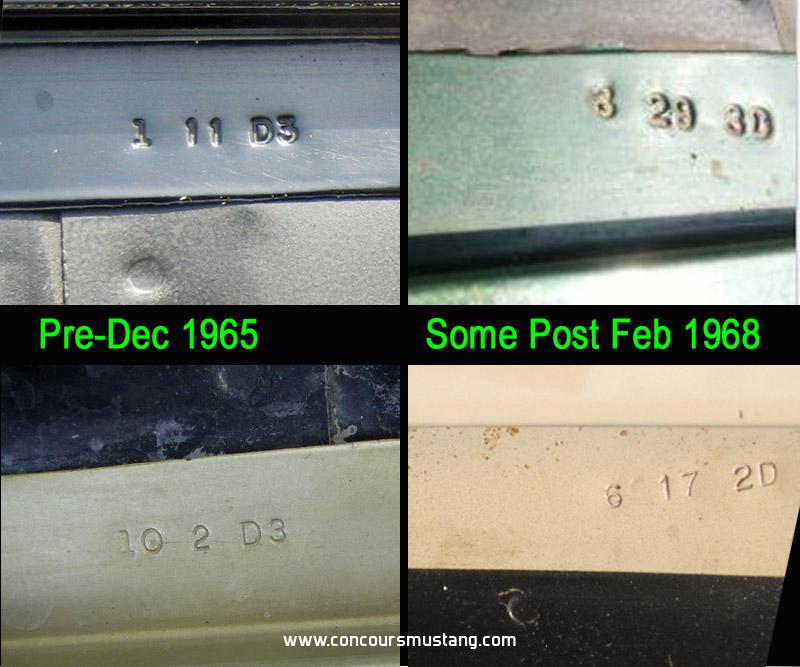 1 11 D3
8 29 3D
Pre-Dec 1965
Some Post Feb 1968
10 2 D3
6 17 2D
www.concoursmustang.com